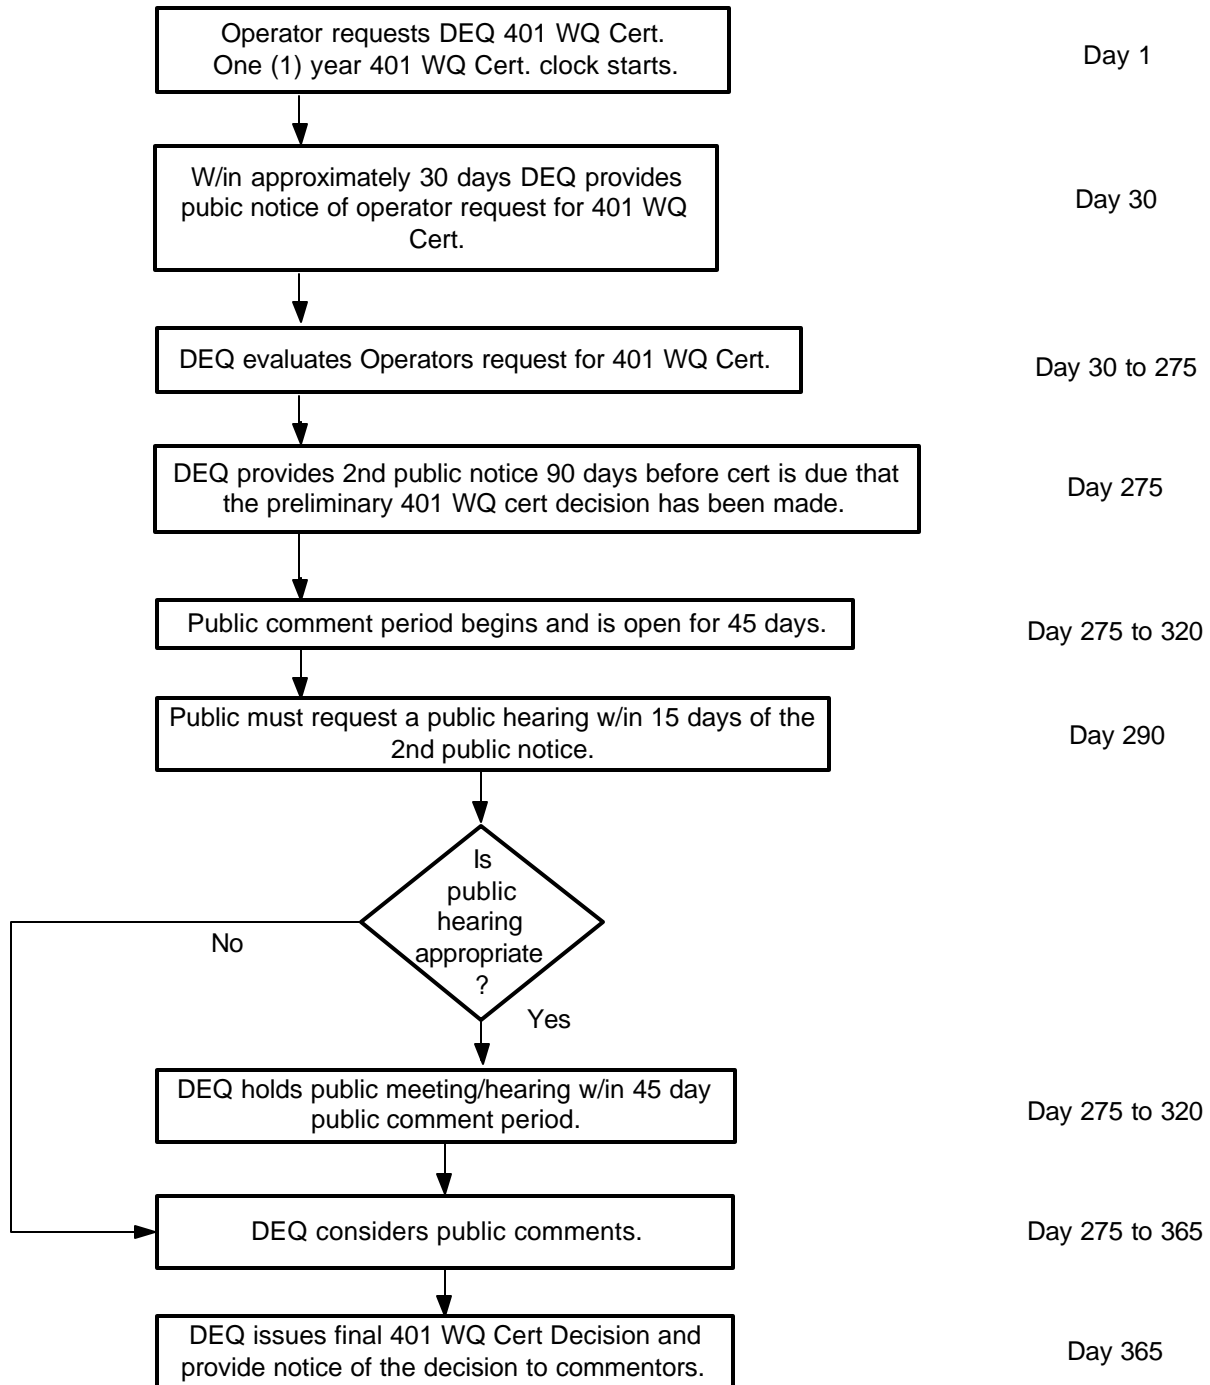 Operator requests DEQ 401 WQ Cert.
One (1) year 401 WQ Cert. clock starts.
Day 1
W/in approximately 30 days DEQ provides
pubic notice of operator request for 401 WQ
Cert.
Day 30
DEQ evaluates Operators request for 401 WQ Cert.
Day 30 to 275
DEQ provides 2nd public notice 90 days before cert is due that
the preliminary 401 WQ cert decision has been made.
Day 275
Public comment period begins and is open for 45 days.
Day 275 to 320
Public must request a public hearing w/in 15 days of the
2nd public notice.
Day 290
Is
public
hearing
appropriate
?
No
Yes
DEQ holds public meeting/hearing w/in 45 day
public comment period.
Day 275 to 320
DEQ considers public comments.
Day 275 to 365
DEQ issues final 401 WQ Cert Decision and
provide notice of the decision to commentors.
Day 365